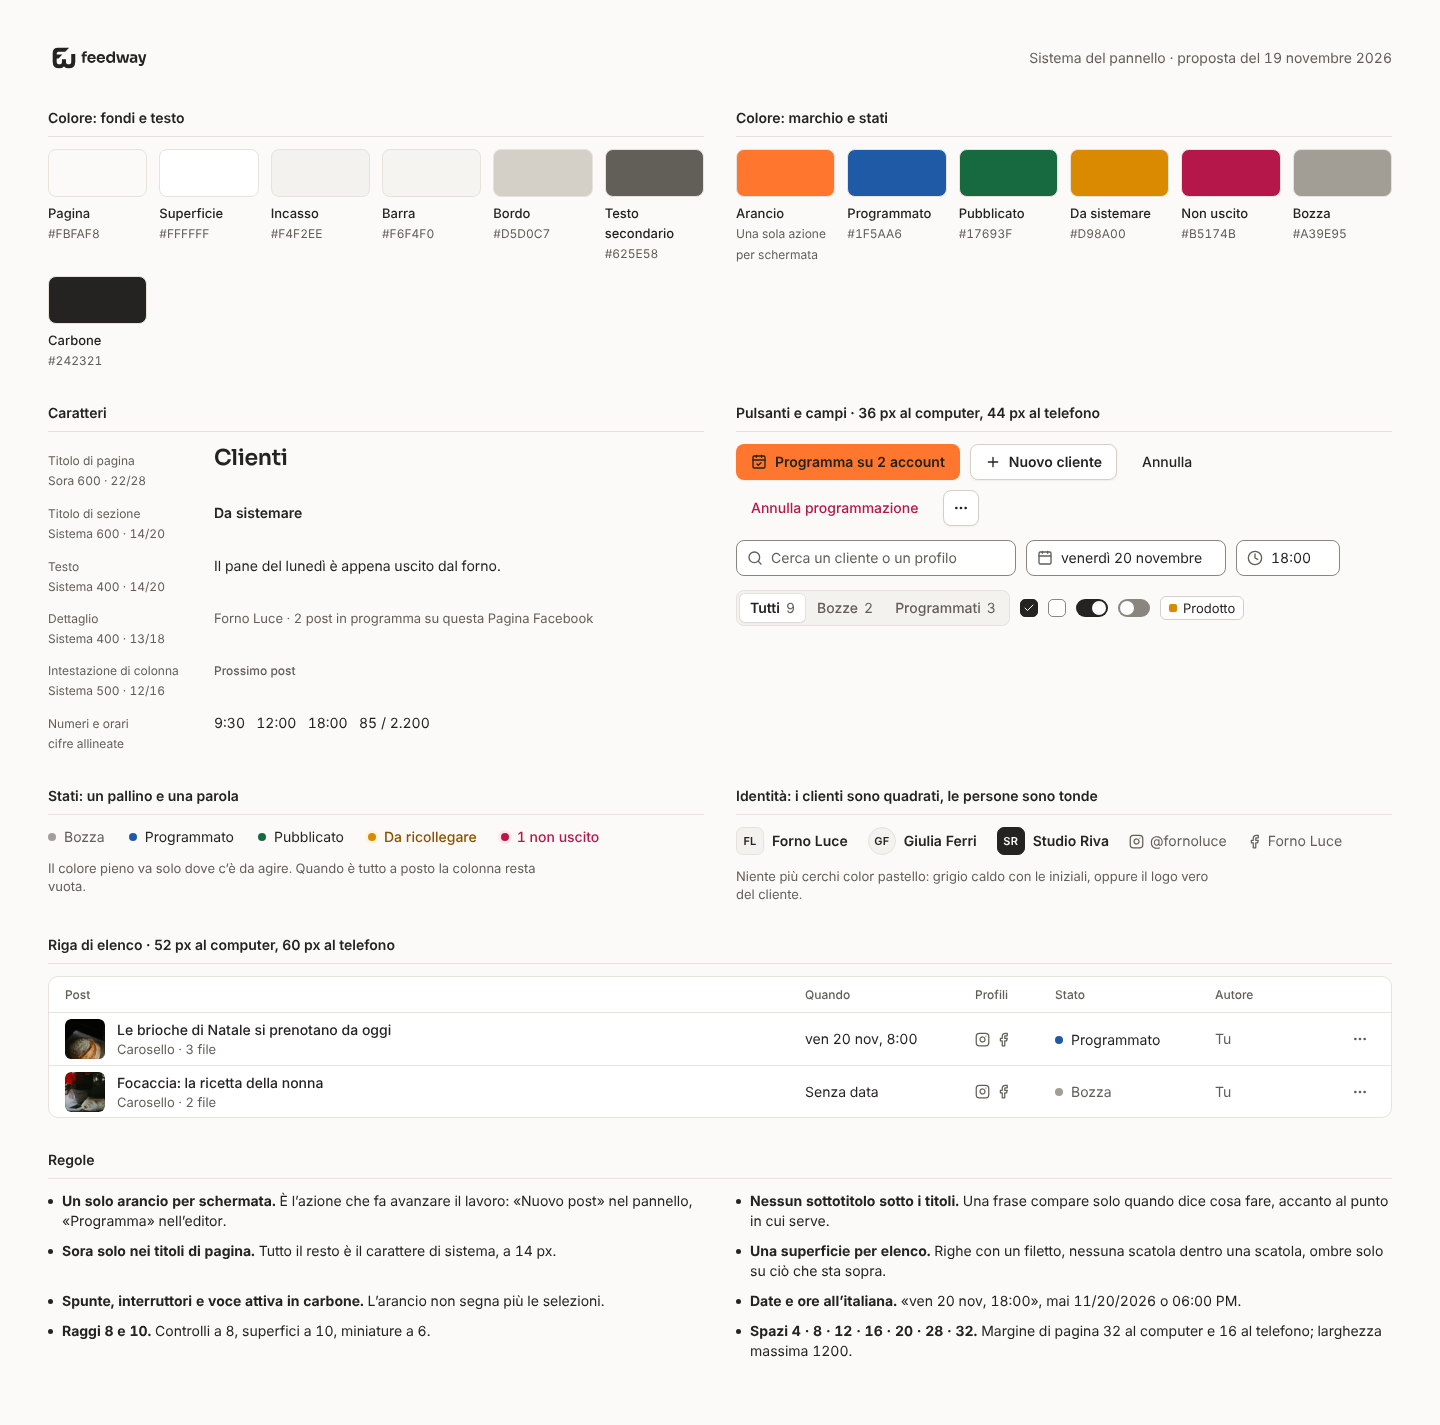 feedway
Sistema del pannello · proposta del 19 novembre 2026
Colore: fondi e testo
Pagina
#FBFAF8
Superficie
#FFFFFF
Incasso
#F4F2EE
Barra
#F6F4F0
Bordo
#D5D0C7
Testo
secondario
#625E58
Carbone
#242321
Colore: marchio e stati
Arancio
Una sola azione
per schermata
Programmato
#1F5AA6
Pubblicato
#17693F
Da sistemare
#D98A00
Non uscito
#B5174B
Bozza
#A39E95
Caratteri
Titolo di pagina
Sora 600 · 22/28
Clienti
Titolo di sezione
Sistema 600 · 14/20
Da sistemare
Testo
Sistema 400 · 14/20
Il pane del lunedì è appena uscito dal forno.
Dettaglio
Sistema 400 · 13/18
Forno Luce · 2 post in programma su questa Pagina Facebook
Intestazione di colonna
Sistema 500 · 12/16
Prossimo post
Numeri e orari
cifre allineate
9:30 12:00 18:00 85 / 2.200
Pulsanti e campi · 36 px al computer, 44 px al telefono
Programma su 2 account
Nuovo cliente
Annulla
Annulla programmazione
Cerca un cliente o un profilo
venerdì 20 novembre
18:00
Tutti 9
Bozze 2
Programmati 3
Prodotto
Stati: un pallino e una parola
Bozza
Programmato
Pubblicato
Da ricollegare
1 non uscito
Il colore pieno va solo dove c’è da agire. Quando è tutto a posto la colonna resta
vuota.
Identità: i clienti sono quadrati, le persone sono tonde
FL Forno Luce
GF Giulia Ferri
SR Studio Riva
@fornoluce
Forno Luce
Niente più cerchi color pastello: grigio caldo con le iniziali, oppure il logo vero
del cliente.
Riga di elenco · 52 px al computer, 60 px al telefono
Post Quando Profili Stato Autore
Le brioche di Natale si prenotano da oggi
Carosello · 3 file
ven 20 nov, 8:00
Programmato
Tu
Focaccia: la ricetta della nonna
Carosello · 2 file
Senza data
Bozza
Tu
Regole
Un solo arancio per schermata. È l’azione che fa avanzare il lavoro: «Nuovo post» nel pannello,
«Programma» nell’editor.
Nessun sottotitolo sotto i titoli. Una frase compare solo quando dice cosa fare, accanto al punto
in cui serve.
Sora solo nei titoli di pagina. Tutto il resto è il carattere di sistema, a 14 px.
Una superficie per elenco. Righe con un filetto, nessuna scatola dentro una scatola, ombre solo
su ciò che sta sopra.
Spunte, interruttori e voce attiva in carbone. L’arancio non segna più le selezioni.
Date e ore all’italiana. «ven 20 nov, 18:00», mai 11/20/2026 o 06:00 PM.
Raggi 8 e 10. Controlli a 8, superfici a 10, miniature a 6.
Spazi 4 · 8 · 12 · 16 · 20 · 28 · 32. Margine di pagina 32 al computer e 16 al telefono; larghezza
massima 1200.